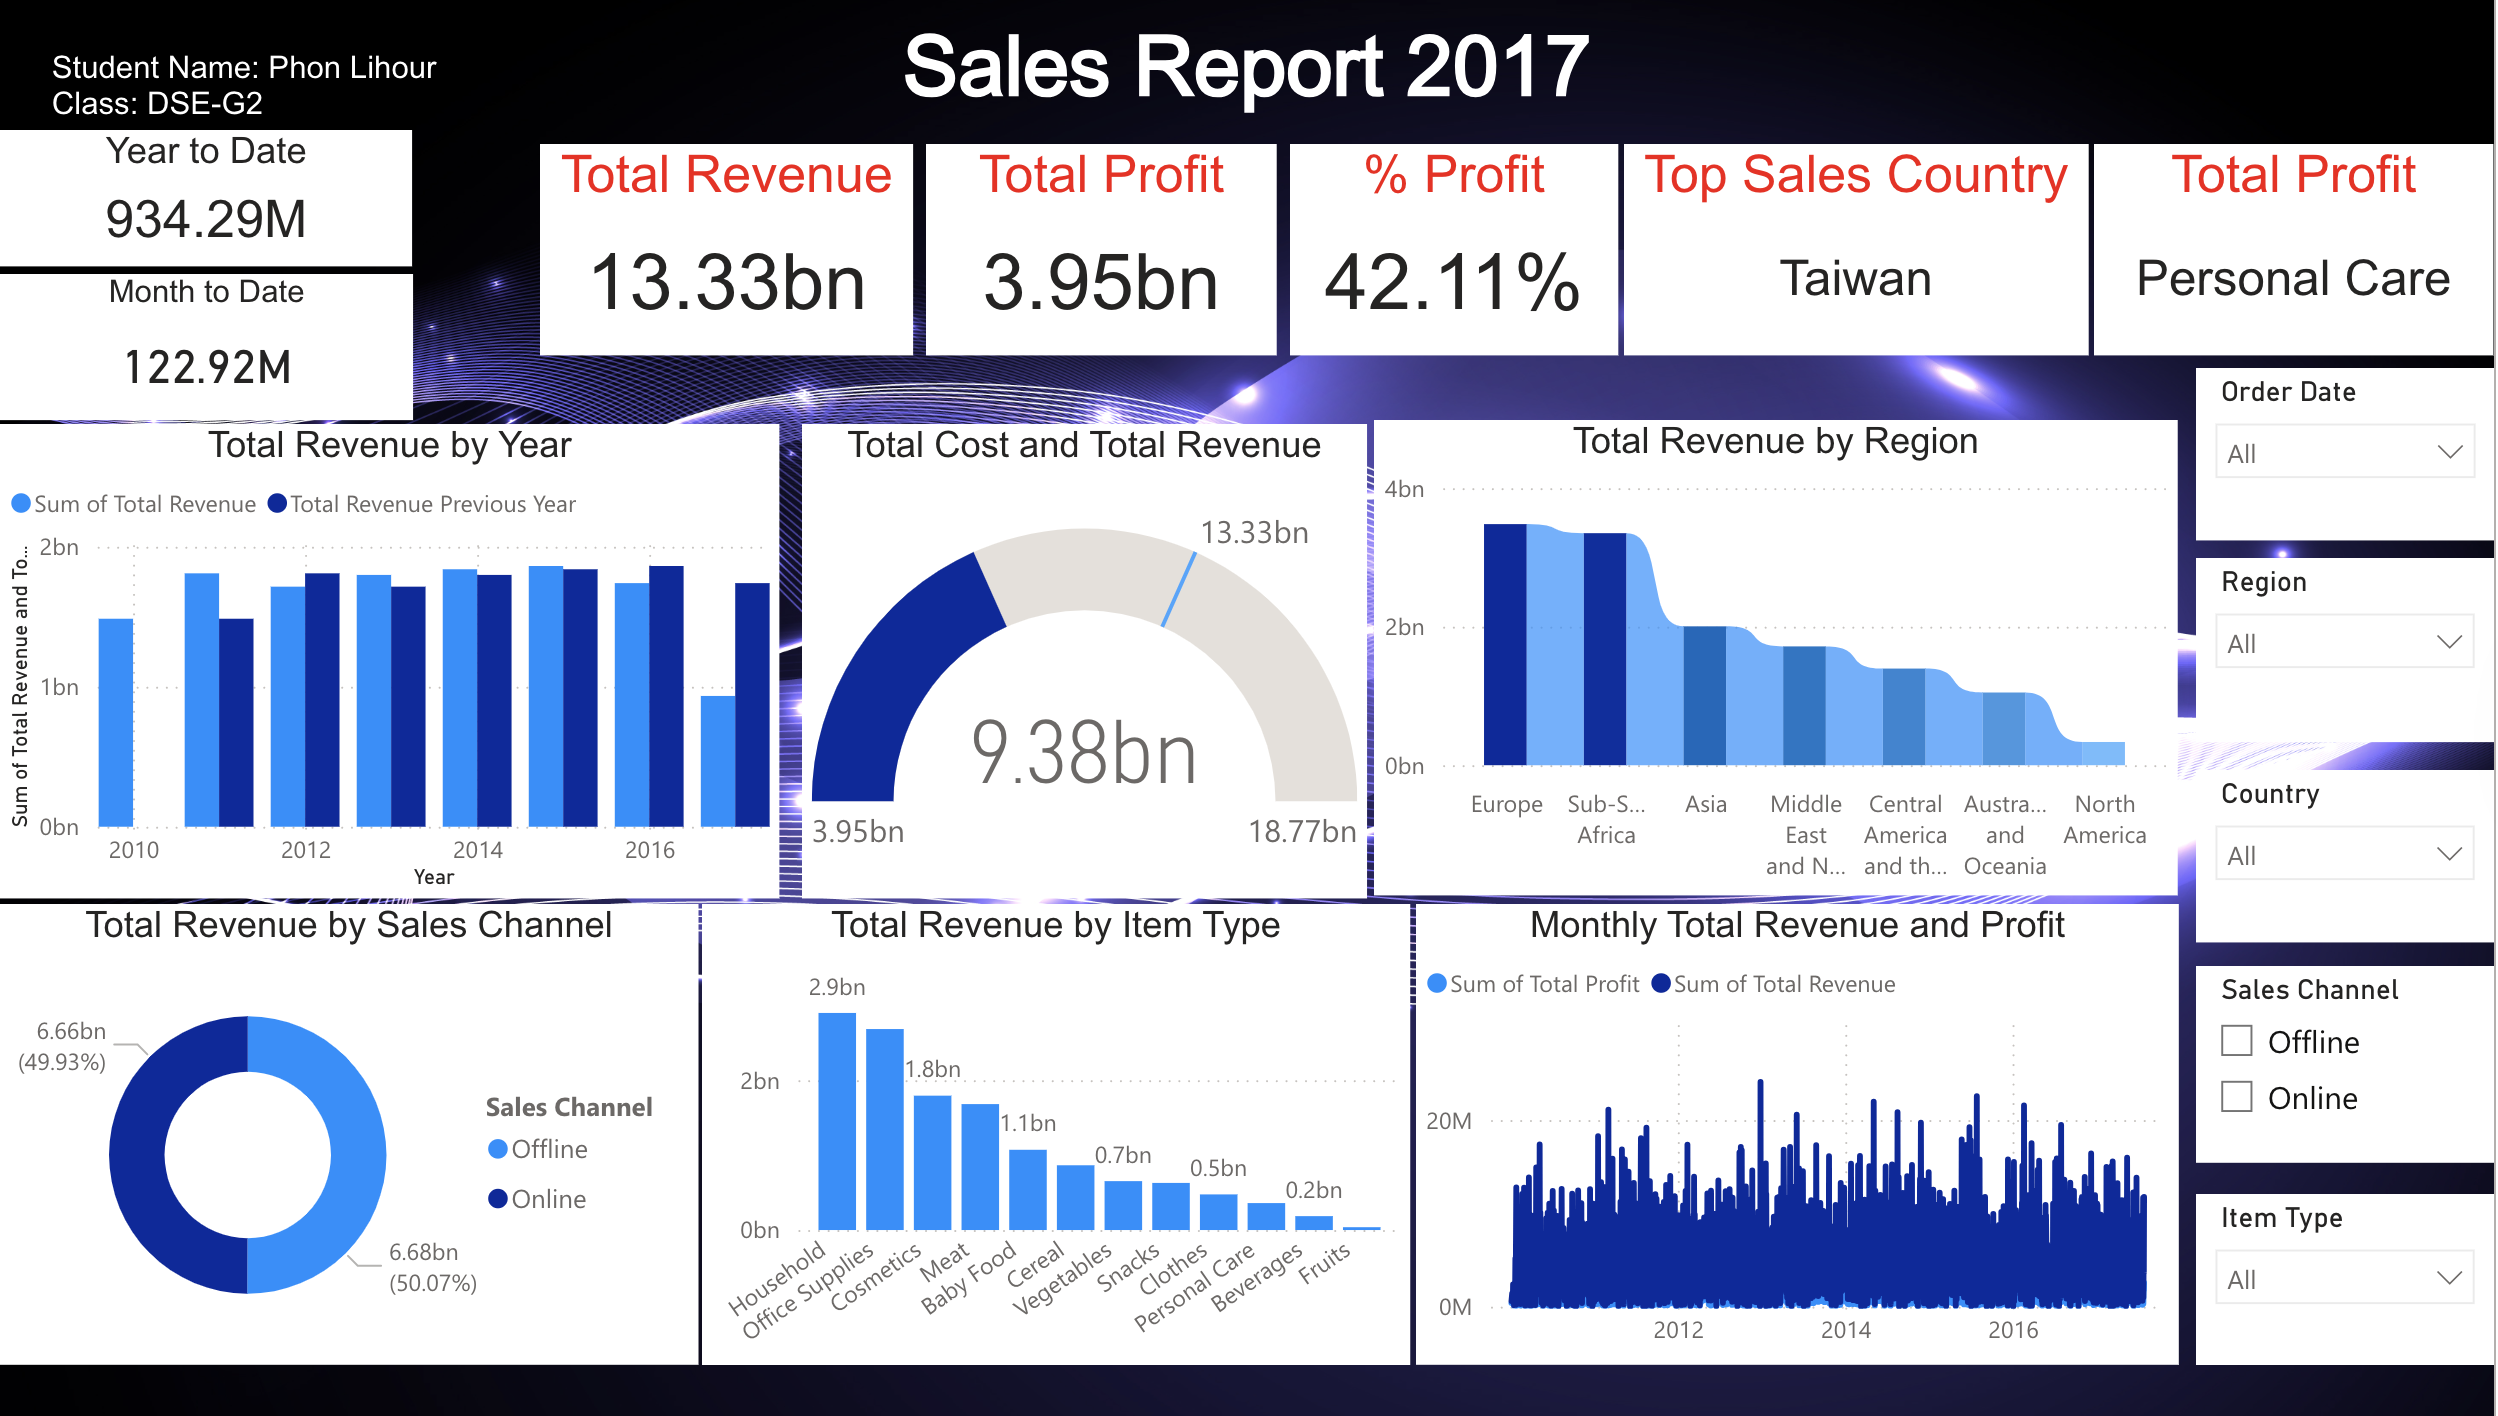 Sales Report 2017
Student Name: Phon Lihour
Class: DSE-G2
Year to Date
934.29M
Month to Date
122.92M
Total Revenue
13.33bn
Total Profit
3.95bn
% Profit
42.11%
Top Sales Country
Taiwan
Total Profit
Personal Care
Total Revenue by Year
Sum of Total Revenue
Total Revenue Previous Year
Sum of Total Revenue and To...
2bn
1bn
0bn
2010
2012
2014
2016
Year
Total Cost and Total Revenue
13.33bn
9.38bn
3.95bn
18.77bn
Total Revenue by Region
4bn
2bn
0bn
Europe
Sub-S...
Africa
Asia
Middle
East
and N...
Central
America
and th...
Austra...
and
Oceania
North
America
Order Date
All
Region
All
Country
All
Sales Channel
Offline
Online
Item Type
All
Total Revenue by Sales Channel
6.66bn
(49.93%)
6.68bn
(50.07%)
Sales Channel
Offline
Online
Total Revenue by Item Type
2.9bn
1.8bn
1.1bn
0.7bn
0.5bn
0.2bn
2bn
0bn
Household
Office Supplies
Cosmetics
Meat
Baby Food
Cereal
Vegetables
Snacks
Clothes
Personal Care
Beverages
Fruits
Monthly Total Revenue and Profit
Sum of Total Profit
Sum of Total Revenue
20M
0M
2012
2014
2016